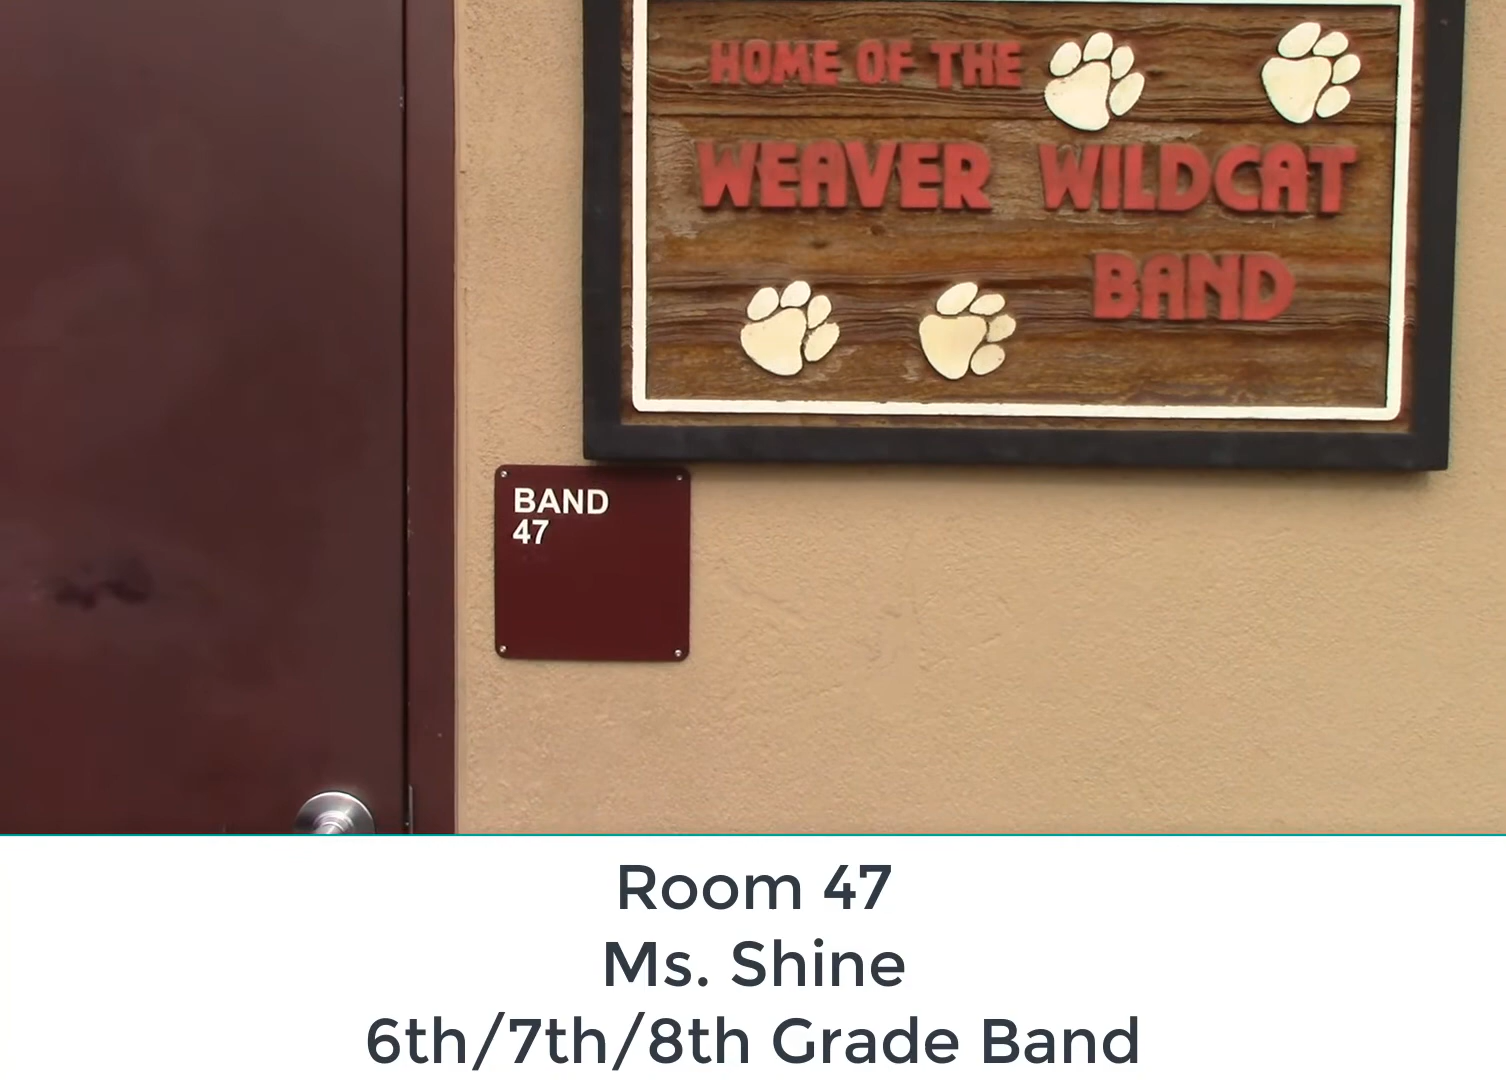 HOME OF THE
WEAVER WILDCAT
BAND
BAND
47
Room 47
Ms. Shine
6th/7th/8th Grade Band